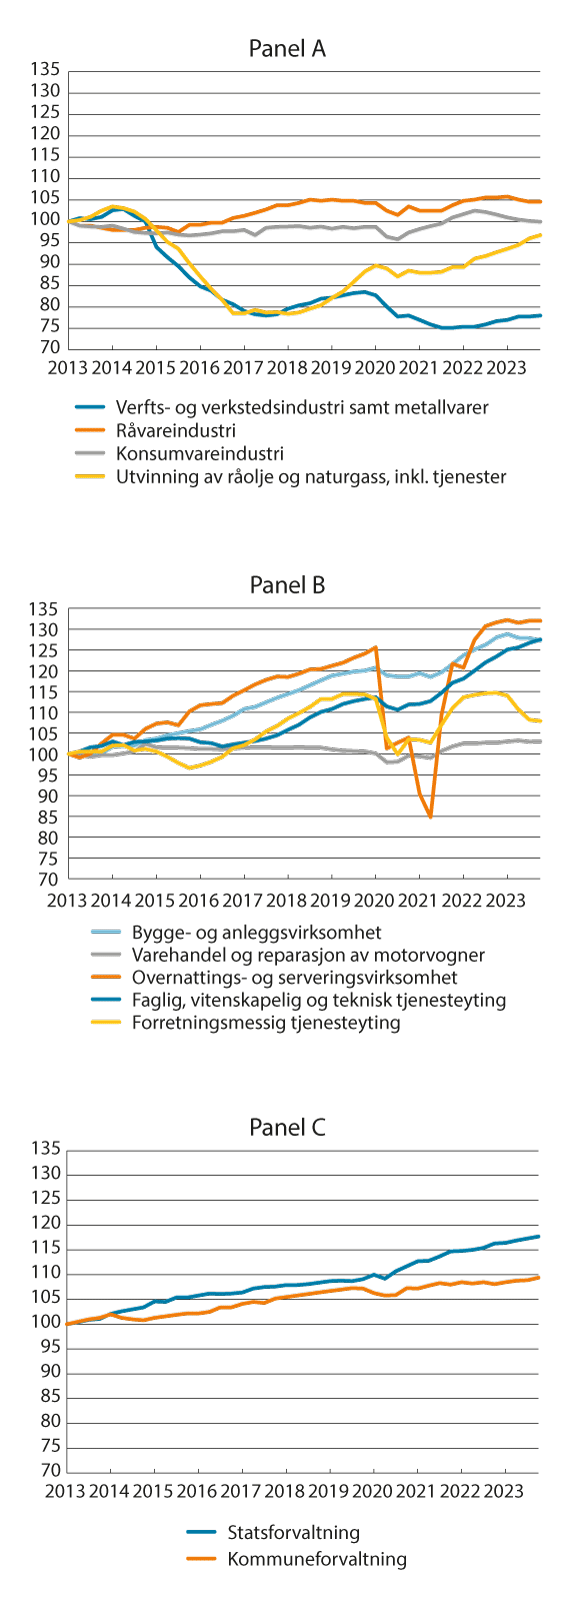 Panel A
135
130
125
120
115
110
105
100
95
90
85
80
75
70
2013 2014 2015 2016 2017 2018 2019 2020 2021 2022 2023
Verfts- og verkstedsindustri samt metallvarer
Råvareindustri
Konsumvareindustri
Utvinning av råolje og naturgass, inkl. tjenester
Panel B
135
130
125
120
115
110
105
100
95
90
85
80
75
70
2013 2014 2015 2016 2017 2018 2019 2020 2021 2022 2023
Bygge- og anleggsvirksomhet
Varehandel og reparasjon av motorvogner
Overnattings- og serveringsvirksomhet
Faglig, vitenskapelig og teknisk tjenesteyting
Forretningsmessig tjenesteyting
Panel C
135
130
125
120
115
110
105
100
95
90
85
80
75
70
2013 2014 2015 2016 2017 2018 2019 2020 2021 2022 2023
Statsforvaltning
Kommuneforvaltning